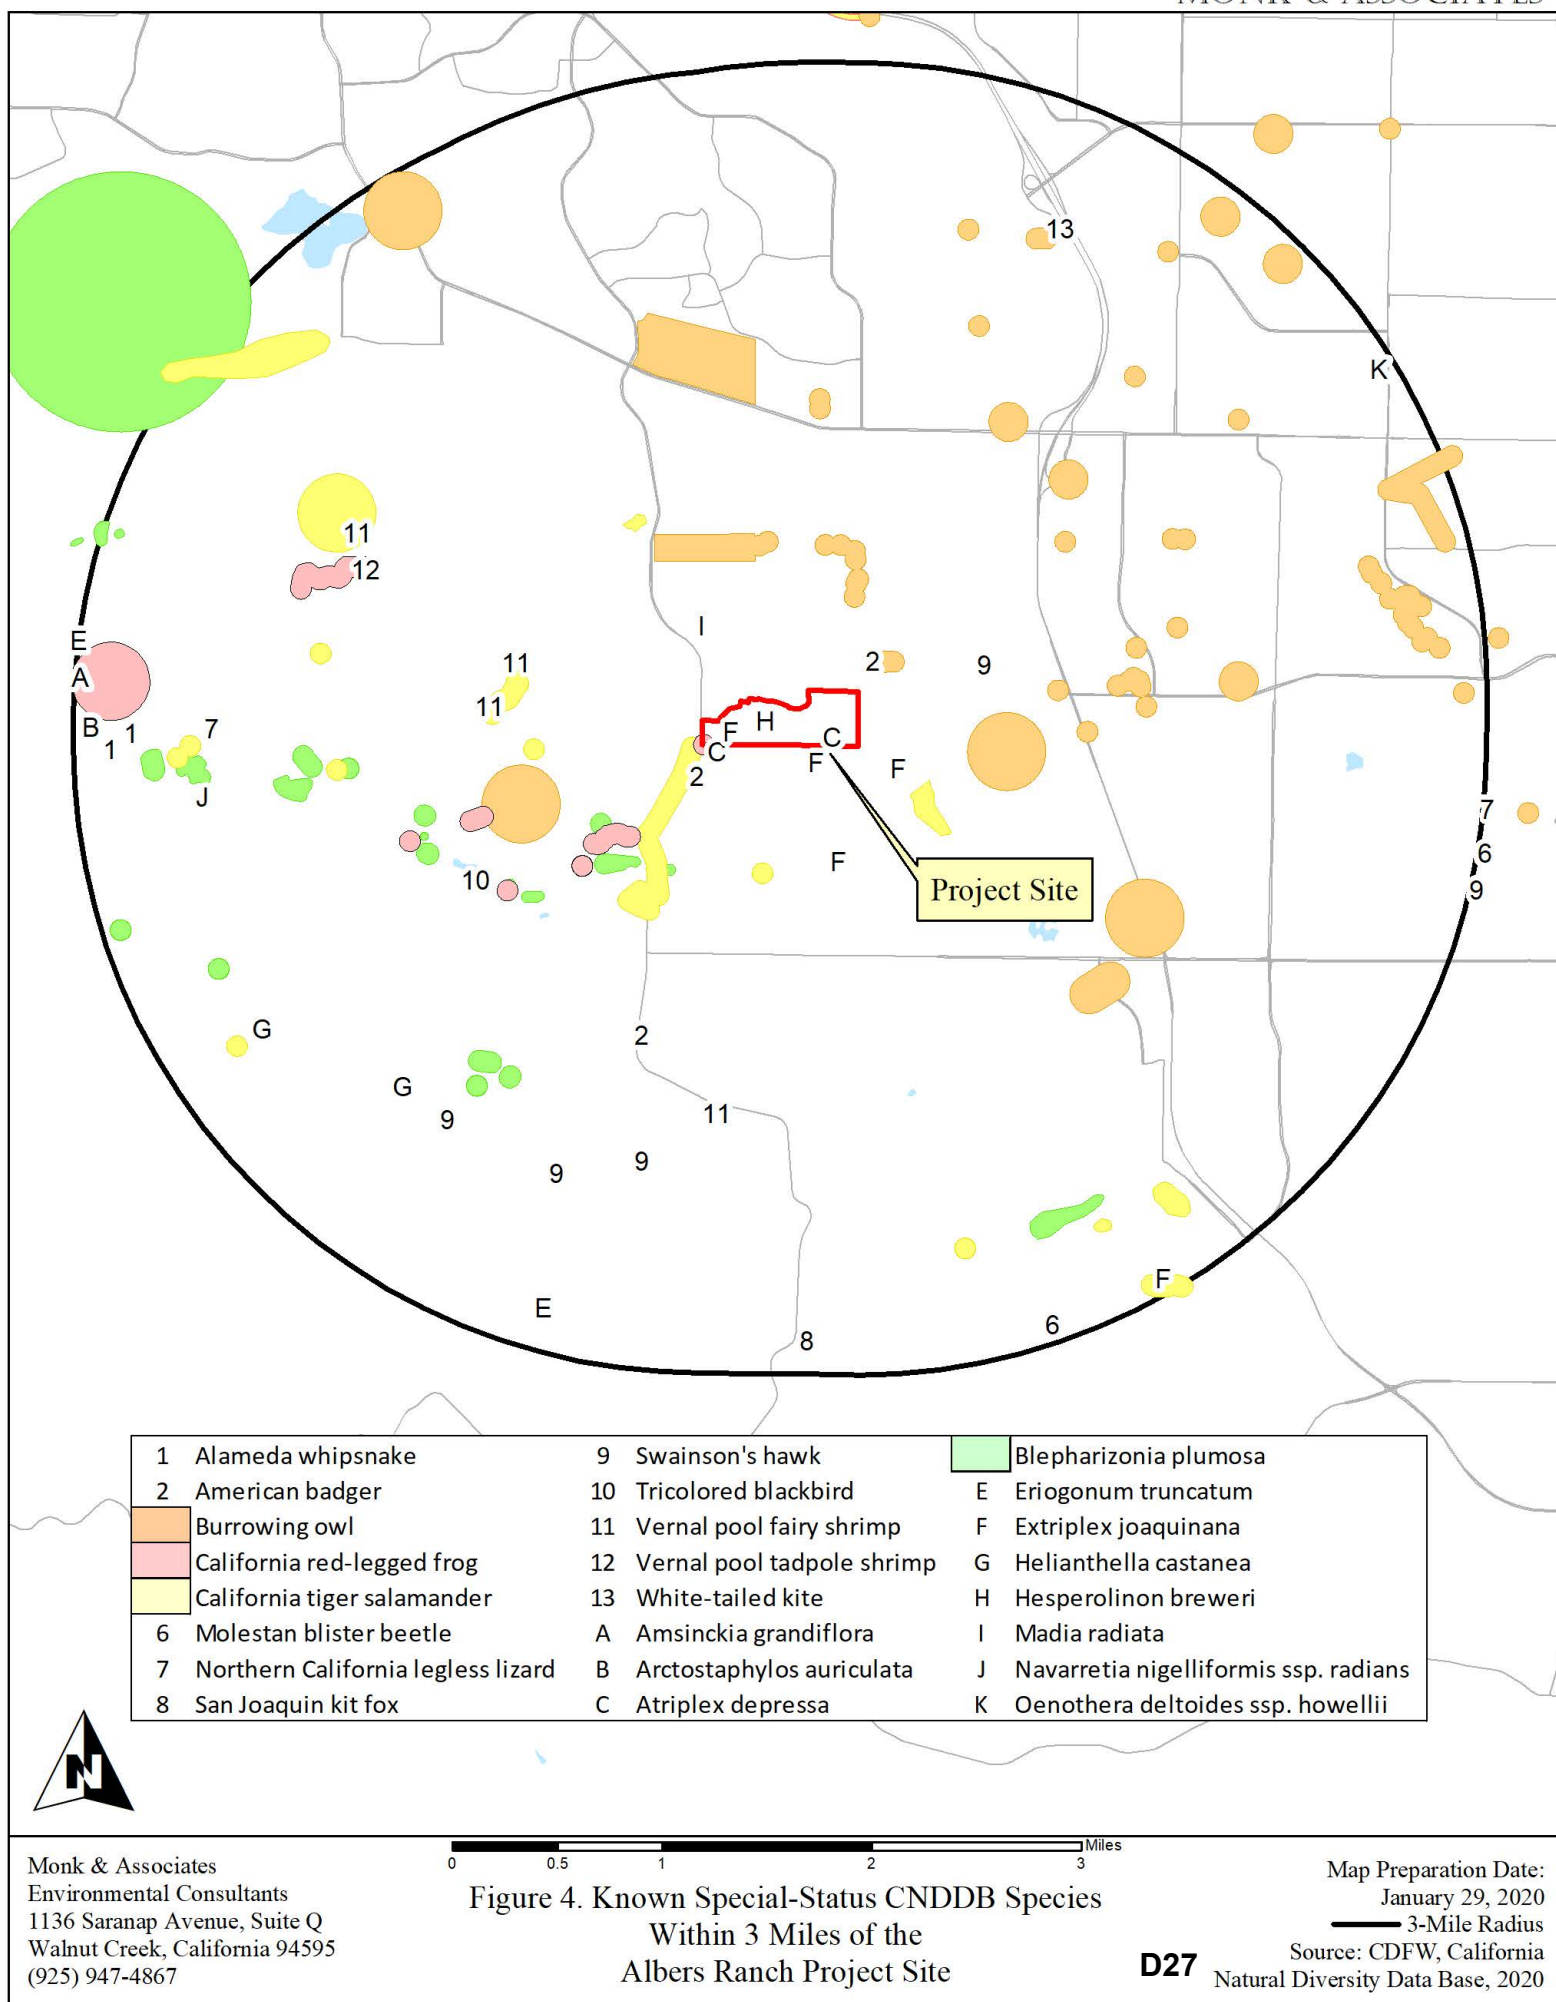 MONK & ASSOCIATES
13
K
11
12
I
E
A
B
1
1
7
J
11
11
2
9
H
F
C
C
F
2
F
F
10
Project Site
7
6
9
G
G
9
2
11
9
9
E
8
6
F
1 Alameda whipsnake
2 American badger
Burrowing owl
California red-legged frog
California tiger salamander
6 Molestan blister beetle
7 Northern California legless lizard
8 San Joaquin kit fox
9 Swainson's hawk
10 Tricolored blackbird
11 Vernal pool fairy shrimp
12 Vernal pool tadpole shrimp
13 White-tailed kite
A Amsinckia grandiflora
B Arctostaphylos auriculata
C Atriplex depressa
Blepharizonia plumosa
E Eriogonum truncatum
F Extriplex joaquinana
G Helianthella castanea
H Hesperolinon breweri
I Madia radiata
J Navarretia nigelliformis ssp. radians
K Oenothera deltoides ssp. howellii
N
Monk & Associates
Environmental Consultants
1136 Saranap Avenue, Suite Q
Walnut Creek, California 94595
(925) 947-4867
Miles
0 0.5 1 2 3
Figure 4. Known Special-Status CNDDB Species
Within 3 Miles of the
Albers Ranch Project Site
D27
Map Preparation Date:
January 29, 2020
3-Mile Radius
Source: CDFW, California
Natural Diversity Data Base, 2020